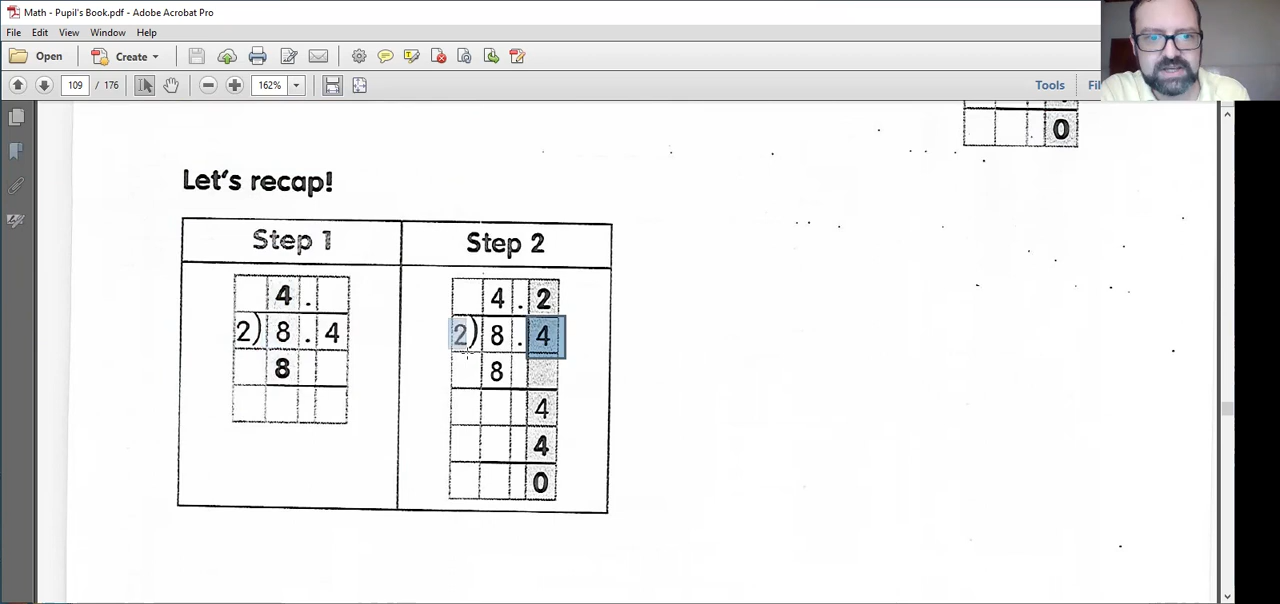 Math - Pupil's Book.pdf - Adobe Acrobat Pro
File Edit View Window Help
Open Create
109 / 176 162% Tools
0
Let's recap!
Step 1 Step 2
4. 4.2
2)8.4 2)8.4
8 8
4
4
0